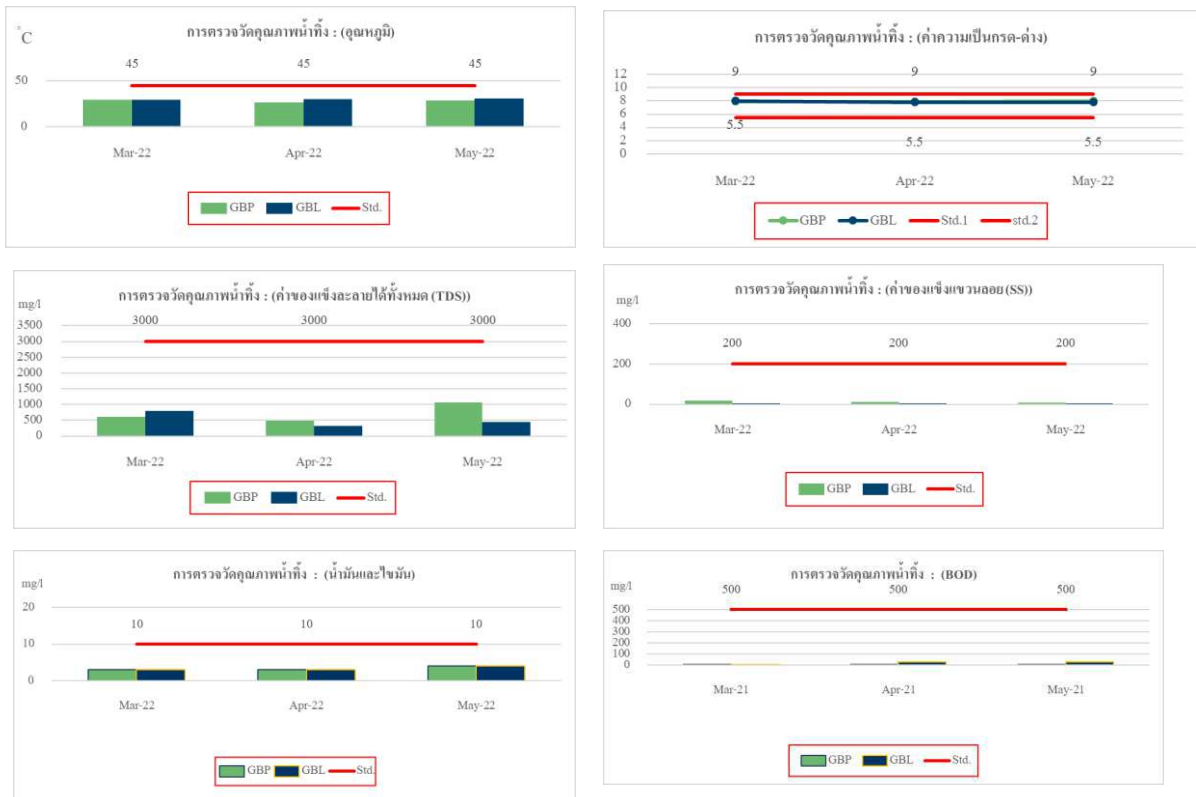 °C
การตรวจวัดคุณภาพน้ำทิ้ง : (อุณหภูมิ)
45 45 45
50
0
Mar-22 Apr-22 May-22
GBP GBL Std.
การตรวจวัดคุณภาพน้ำทิ้ง : (ค่าความเป็นกรด-ด่าง)
9 9 9
12
10
8
6
4
2
0
5.5 5.5 5.5
Mar-22 Apr-22 May-22
GBP GBL Std.1 std.2
mg/l
การตรวจวัดคุณภาพน้ำทิ้ง : (ค่าของแข็งละลายได้ทั้งหมด (TDS))
3000 3000 3000
3500
3000
2500
2000
1500
1000
500
0
Mar-22 Apr-22 May-22
GBP GBL Std.
mg/l
การตรวจวัดคุณภาพน้ำทิ้ง : (ค่าของแข็งแขวนลอย (SS))
400
200 200 200
200
0
Mar-22 Apr-22 May-22
GBP GBL Std.
mg/l
การตรวจวัดคุณภาพน้ำทิ้ง : (น้ำมันและไขมัน)
20
10 10 10
10
0
Mar-22 Apr-22 May-22
GBP GBL Std.
mg/l
การตรวจวัดคุณภาพน้ำทิ้ง : (BOD)
500 500 500
500
400
300
200
100
0
Mar-21 Apr-21 May-21
GBP GBL Std.